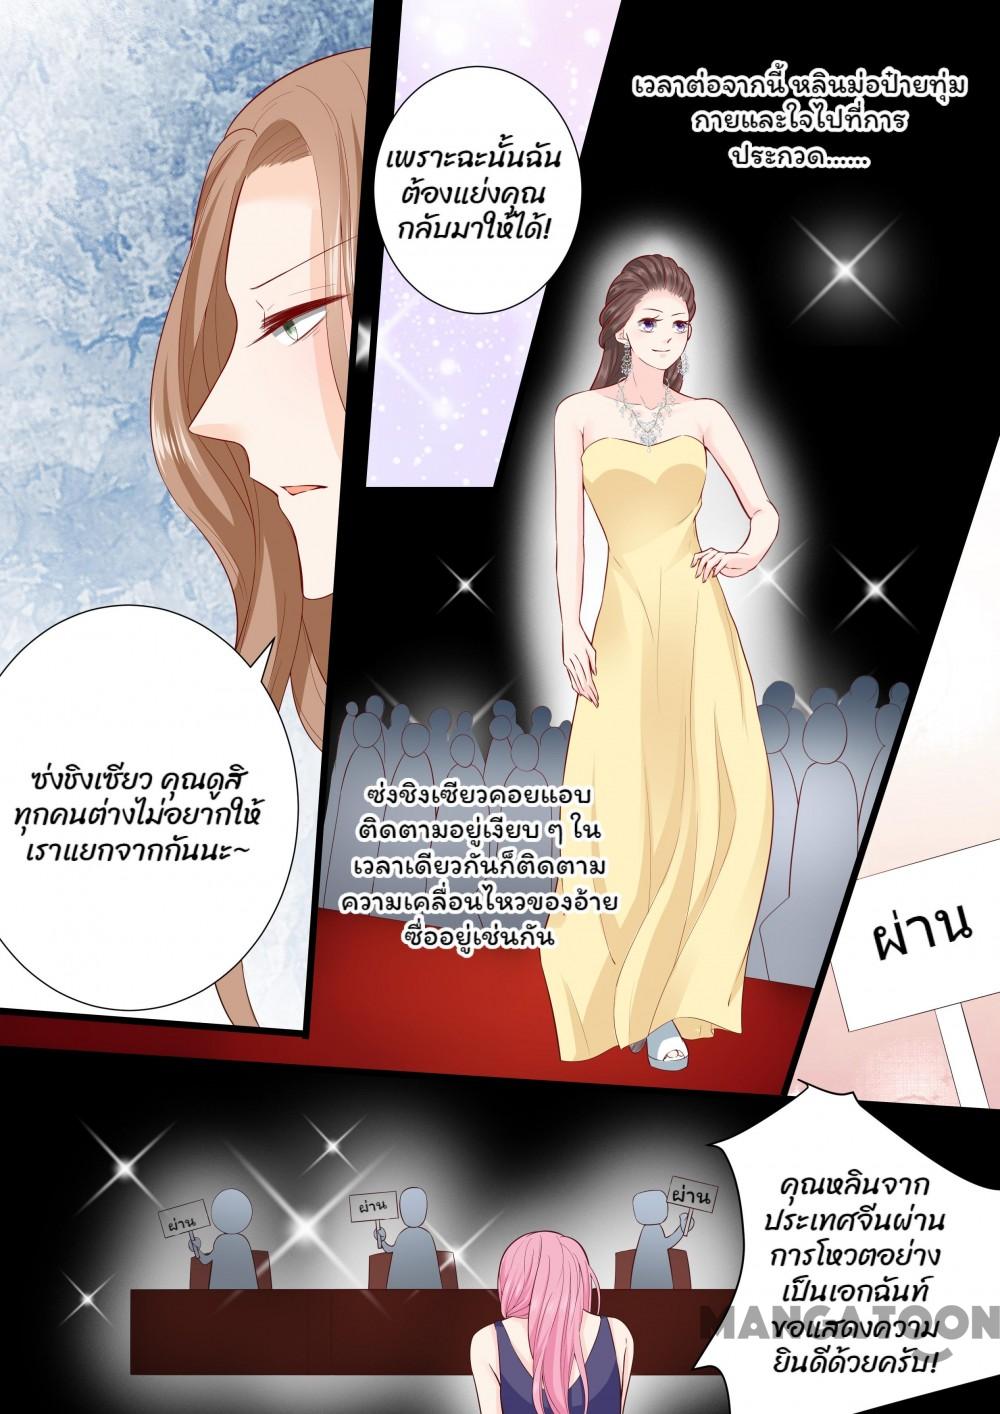 เพราะฉะนั้นฉัน
ต้องแย่งคุณ
กลับมาให้ได้!
เวลาต่อจากนี้ หลินม่อป๋ายทุ่ม
กายและใจไปที่การ
ประกวด......
ซ่งชิงเซียว คุณดูสิ
ทุกคนต่างไม่อยากให้
เราแยกจากกันนะ~
ซ่งชิงเซียวคอยแอบ
ติดตามอยู่เงียบ ๆ ใน
เวลาเดียวกันก็ติดตาม
ความเคลื่อนไหวของอ้าย
ซื่ออยู่เช่นกัน
ผ่าน
ผ่าน
ผ่าน
ผ่าน
คุณหลินจาก
ประเทศจีนผ่าน
การโหวตอย่าง
เป็นเอกฉันท์
ขอแสดงความ
ยินดีด้วยครับ!
MANGATOON